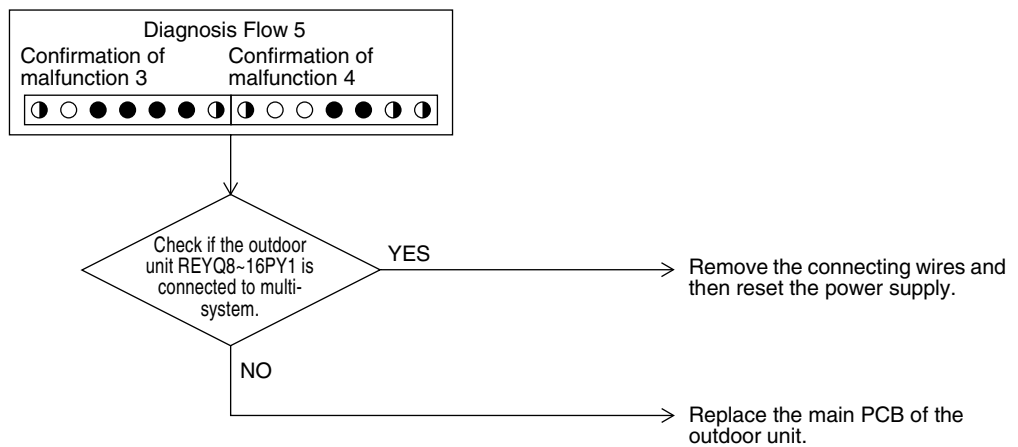 Diagnosis Flow 5
Confirmation of
malfunction 3
Confirmation of
malfunction 4
Check if the outdoor
unit REYQ8~16PY1 is
connected to multi-
system.
YES
Remove the connecting wires and
then reset the power supply.
NO
Replace the main PCB of the
outdoor unit.